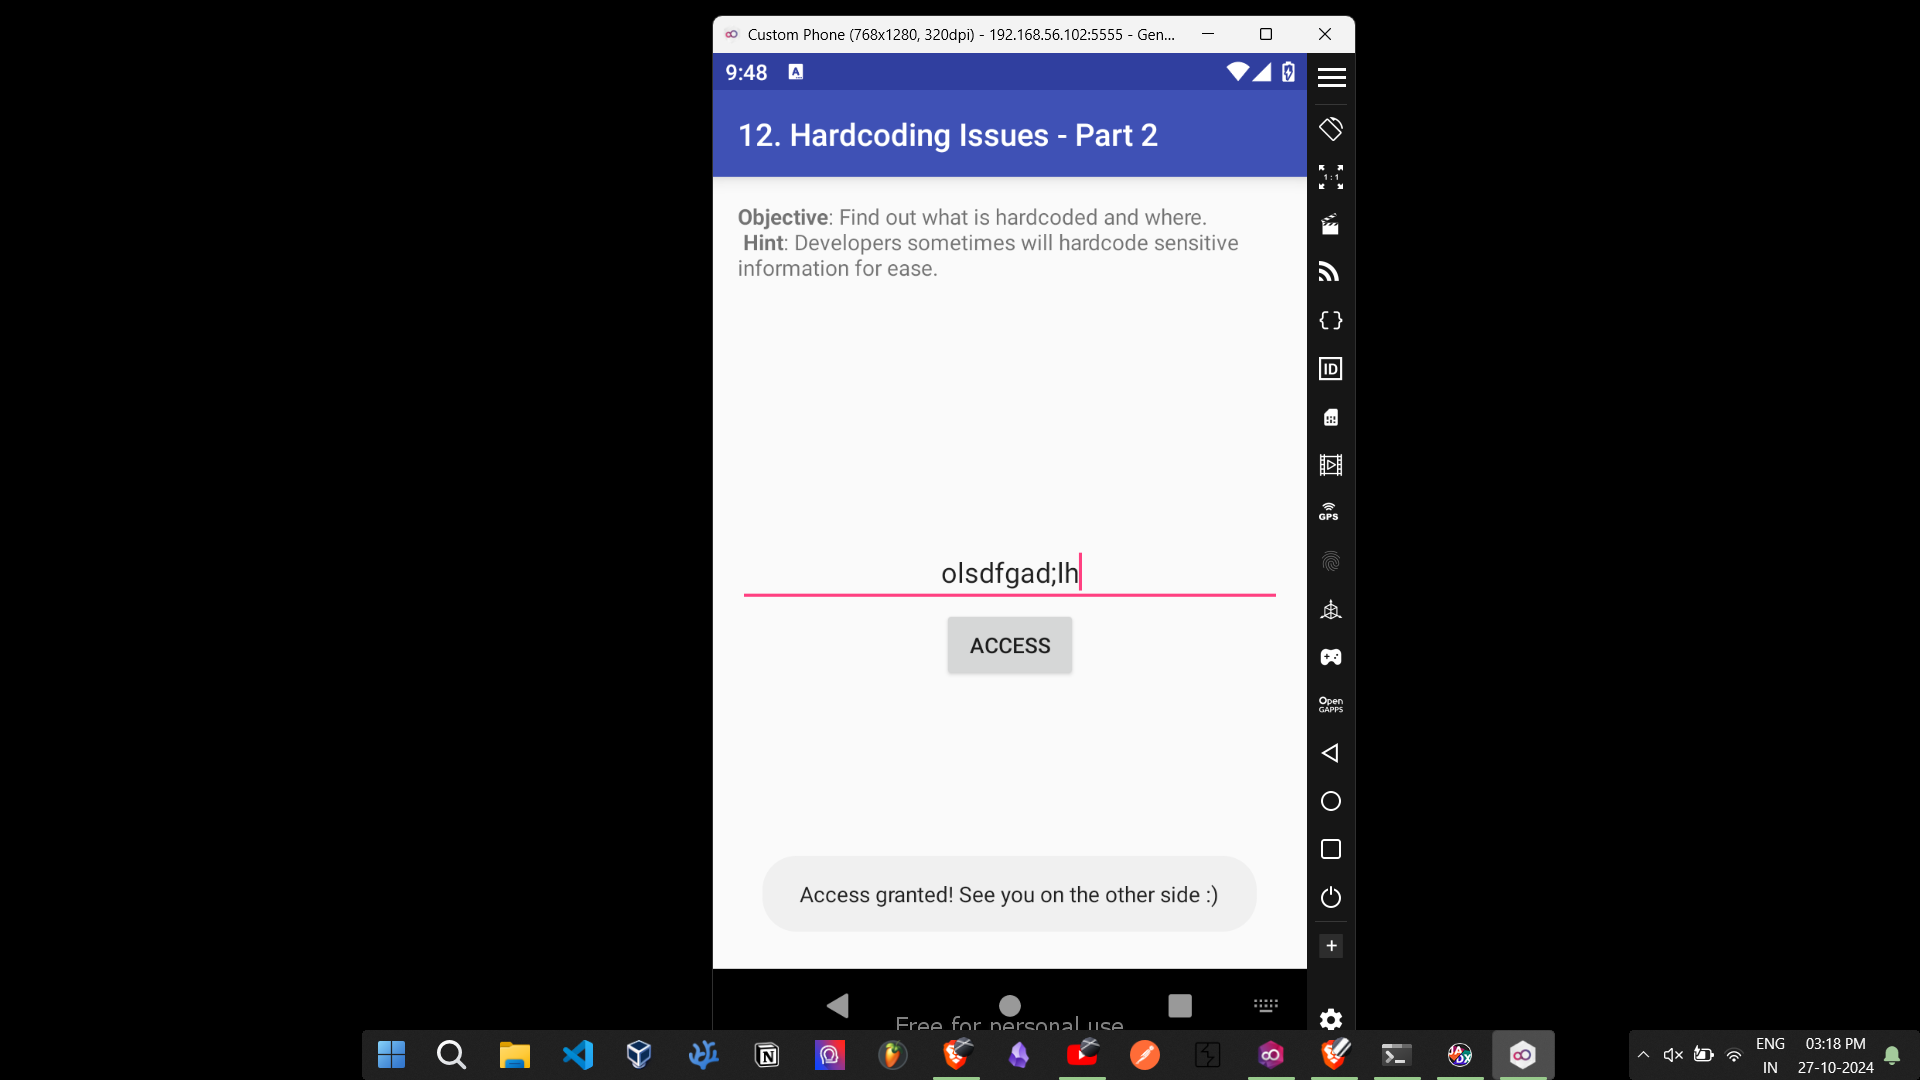 Custom Phone (768x1280, 320dpi) - 192.168.56.102:5555 - Gen...
9:48
A
12. Hardcoding Issues - Part 2
Objective: Find out what is hardcoded and where.
Hint: Developers sometimes will hardcode sensitive
information for ease.
1:1
ID
GPS
olsdfgad;lh
ACCESS
Open
GAPPS
Access granted! See you on the other side :)
Free for personal use
ENG
IN
03:18 PM
27-10-2024